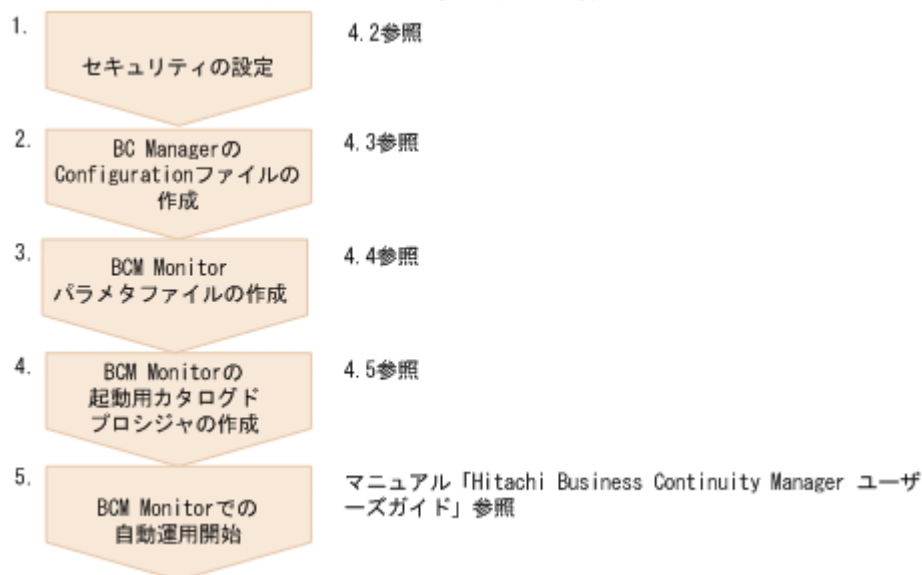 1.
セキュリティの設定
4.2参照
2.
BC Managerの
Configurationファイルの
作成
4.3参照
3.
BCM Monitor
パラメタファイルの作成
4.4参照
4.
BCM Monitorの
起動用カタログド
プロシジャの作成
4.5参照
5.
BCM Monitorでの
自動運用開始
マニュアル「Hitachi Business Continuity Manager ユーザ
ーズガイド」参照